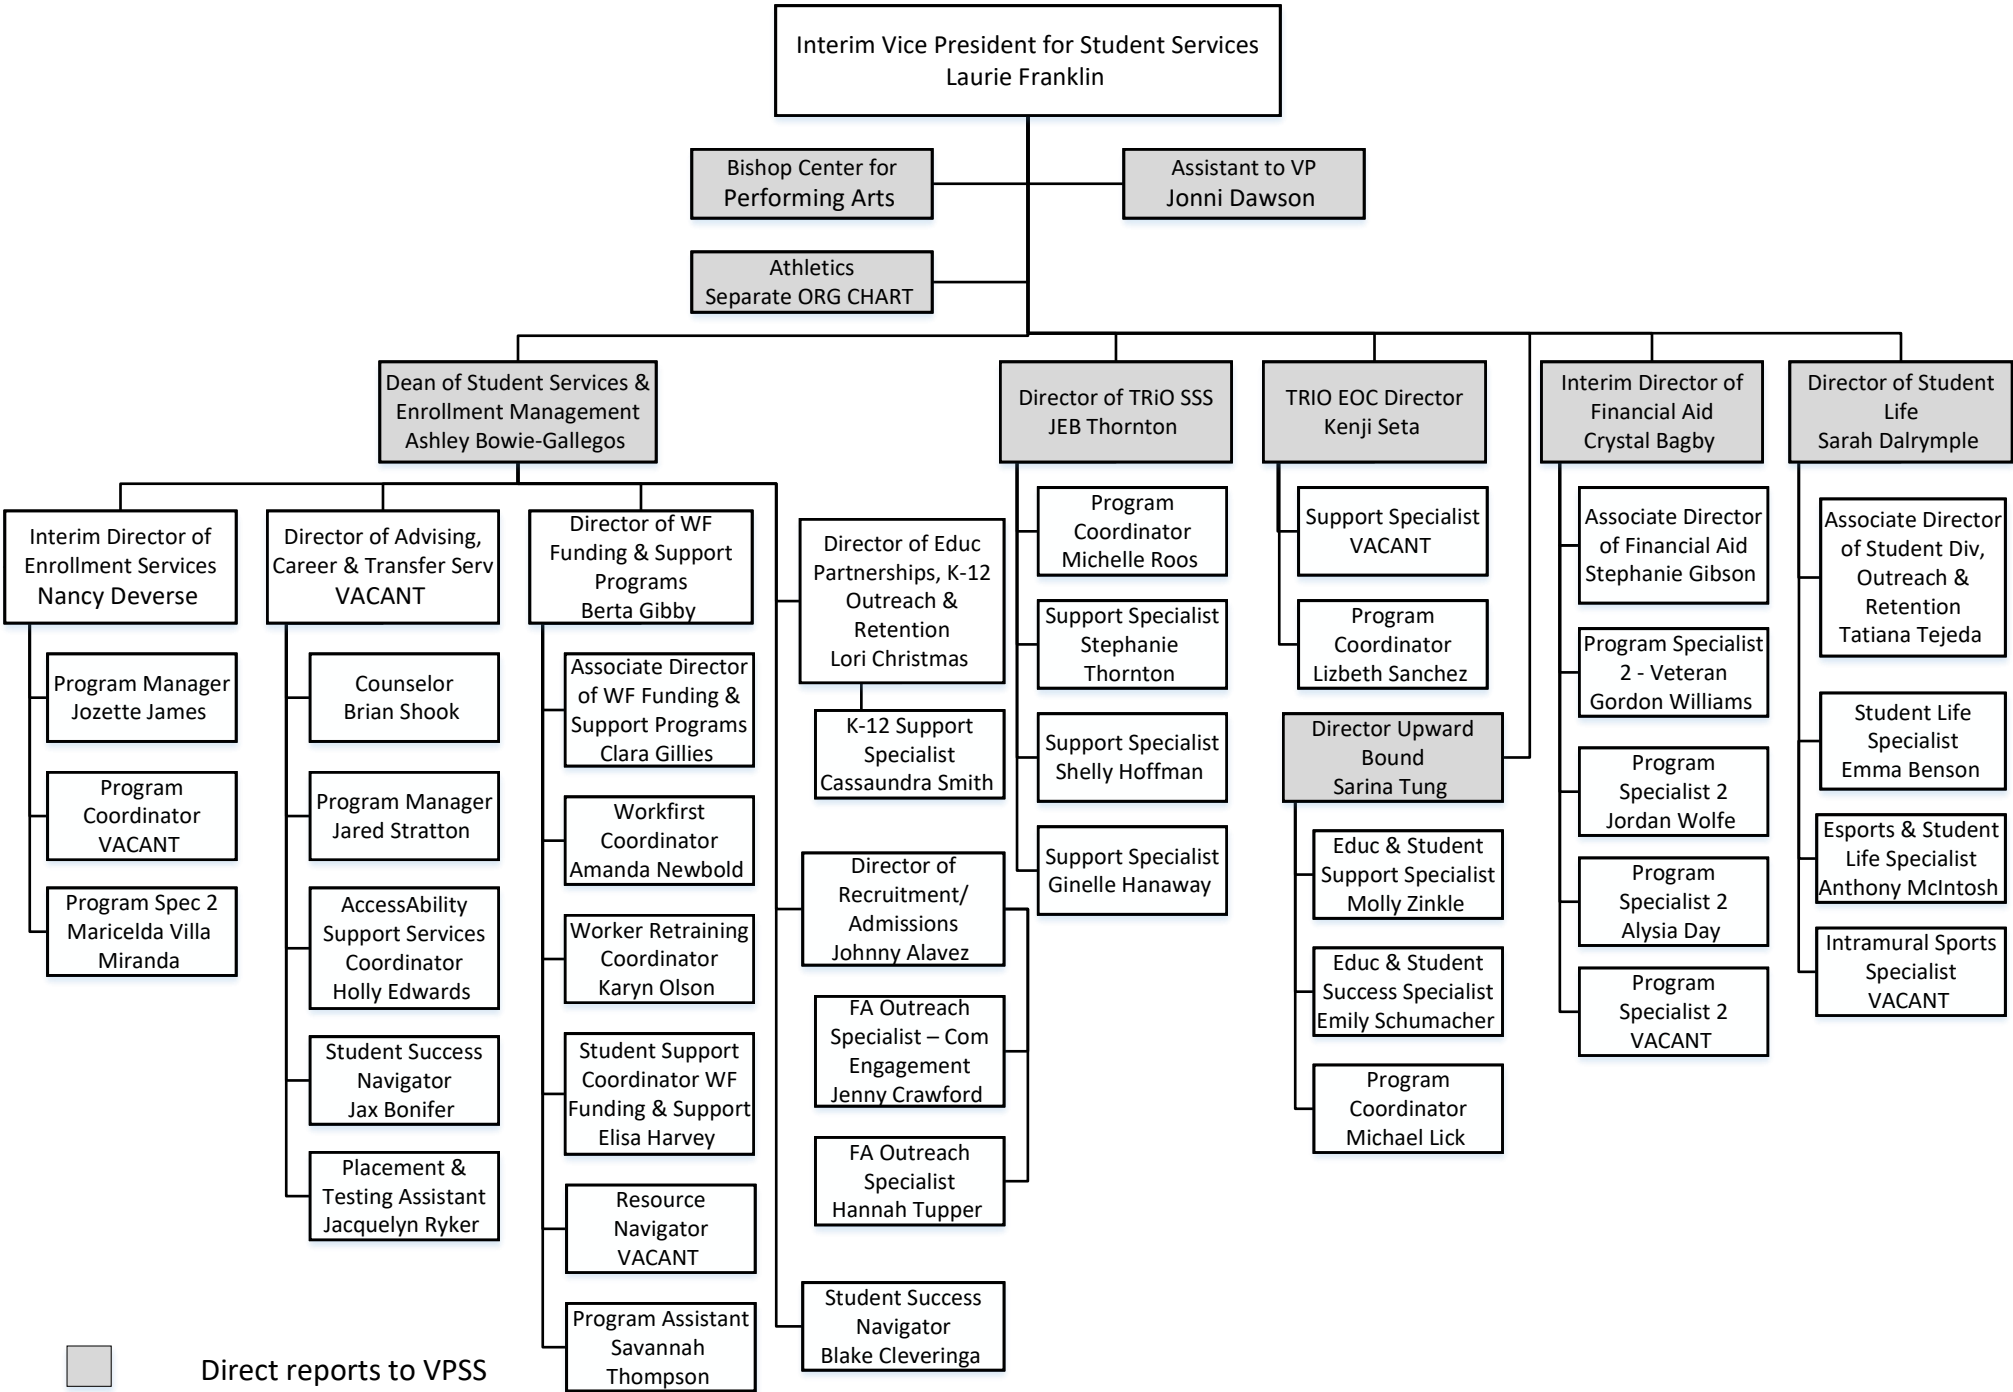 Interim Vice President for Student Services
Laurie Franklin
Bishop Center for
Performing Arts
Assistant to VP
Jonni Dawson
Athletics
Separate ORG CHART
Dean of Student Services &
Enrollment Management
Ashley Bowie-Gallegos
Director of TRiO SSS
JEB Thornton
TRIO EOC Director
Kenji Seta
Interim Director of
Financial Aid
Crystal Bagby
Director of Student
Life
Sarah Dalrymple
Interim Director of
Enrollment Services
Nancy Deverse
Program Manager
Jozette James
Program
Coordinator
VACANT
Program Spec 2
Maricelda Villa
Miranda
Director of Advising,
Career & Transfer Serv
VACANT
Counselor
Brian Shook
Program Manager
Jared Stratton
AccessAbility
Support Services
Coordinator
Holly Edwards
Student Success
Navigator
Jax Bonifer
Placement &
Testing Assistant
Jacquelyn Ryker
Director of WF
Funding & Support
Programs
Berta Gibby
Associate Director
of WF Funding &
Support Programs
Clara Gillies
Workfirst
Coordinator
Amanda Newbold
Worker Retraining
Coordinator
Karyn Olson
Student Support
Coordinator WF
Funding & Support
Elisa Harvey
Resource
Navigator
VACANT
Program Assistant
Savannah
Thompson
Director of Educ
Partnerships, K-12
Outreach &
Retention
Lori Christmas
K-12 Support
Specialist
Cassaundra Smith
Director of
Recruitment/
Admissions
Johnny Alavez
FA Outreach
Specialist – Com
Engagement
Jenny Crawford
FA Outreach
Specialist
Hannah Tupper
Student Success
Navigator
Blake Cleveringa
Program
Coordinator
Michelle Roos
Support Specialist
Stephanie
Thornton
Support Specialist
Shelly Hoffman
Support Specialist
Ginelle Hanaway
Support Specialist
VACANT
Program
Coordinator
Lizbeth Sanchez
Director Upward
Bound
Sarina Tung
Educ & Student
Support Specialist
Molly Zinkle
Educ & Student
Success Specialist
Emily Schumacher
Program
Coordinator
Michael Lick
Associate Director
of Financial Aid
Stephanie Gibson
Program Specialist
2 - Veteran
Gordon Williams
Program
Specialist 2
Jordan Wolfe
Program
Specialist 2
Alysia Day
Program
Specialist 2
VACANT
Associate Director
of Student Div,
Outreach &
Retention
Tatiana Tejeda
Student Life
Specialist
Emma Benson
Esports & Student
Life Specialist
Anthony McIntosh
Intramural Sports
Specialist
VACANT
Direct reports to VPSS